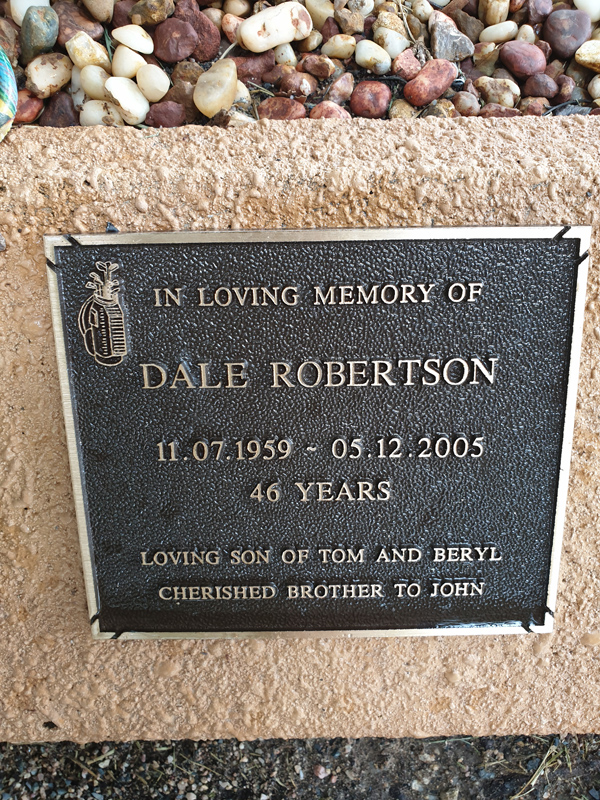 IN LOVING MEMORY OF
DALE ROBERTSON
11.07.1959 ~ 05.12.2005
46 YEARS
LOVING SON OF TOM AND BERYL
CHERISHED BROTHER TO JOHN